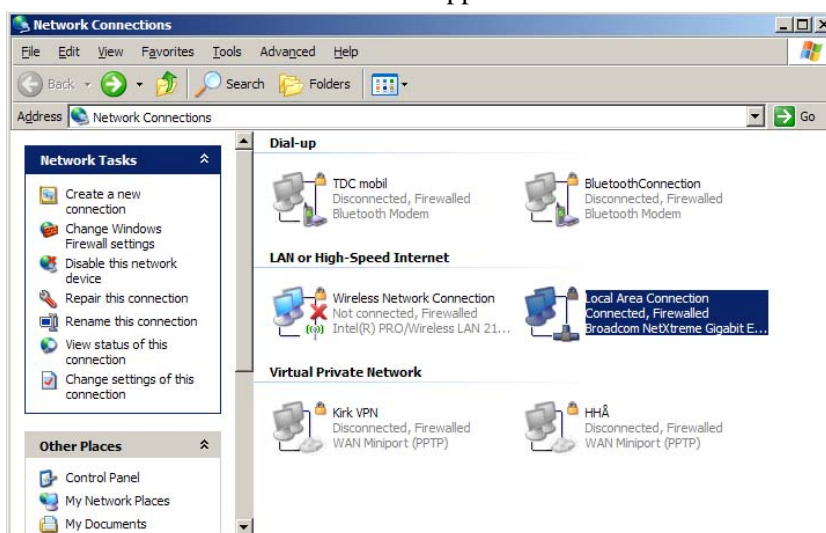 Network Connections
File Edit View Favorites Tools Advanced Help
Back Search Folders
Address Network Connections Go
Network Tasks
Create a new
connection
Change Windows
Firewall settings
Disable this network
device
Repair this connection
Rename this connection
View status of this
connection
Change settings of this
connection
Other Places
Control Panel
My Network Places
My Documents
Dial-up
TDC mobil
Disconnected, Firewalled
Bluetooth Modem
BluetoothConnection
Disconnected, Firewalled
Bluetooth Modem
LAN or High-Speed Internet
Wireless Network Connection
Not connected, Firewalled
Intel(R) PRO/Wireless LAN 21...
Local Area Connection
Connected, Firewalled
Broadcom NetXtreme Gigabit E...
Virtual Private Network
Kirk VPN
Disconnected, Firewalled
WAN Miniport (PPTP)
HHÅ
Disconnected, Firewalled
WAN Miniport (PPTP)